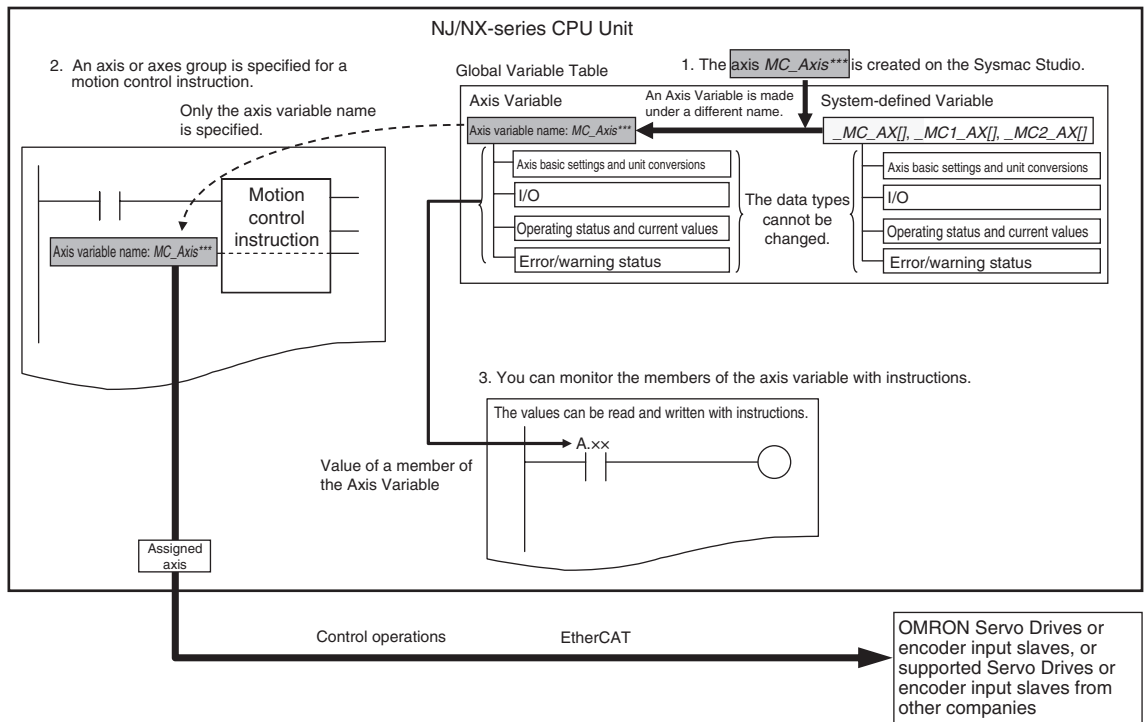 NJ/NX-series CPU Unit
2. An axis or axes group is specified for a
motion control instruction.
Only the axis variable name
is specified.
Motion
control
instruction
Axis variable name: MC_Axis***
Global Variable Table
1. The axis MC_Axis*** is created on the Sysmac Studio.
Axis Variable
An Axis Variable is made
under a different name.
System-defined Variable
Axis variable name: MC_Axis***
_MC_AX[], _MC1_AX[], _MC2_AX[]
Axis basic settings and unit conversions
I/O
Operating status and current values
Error/warning status
The data types
cannot be
changed.
Axis basic settings and unit conversions
I/O
Operating status and current values
Error/warning status
3. You can monitor the members of the axis variable with instructions.
The values can be read and written with instructions.
A.××
Value of a member of
the Axis Variable
Assigned
axis
Control operations
EtherCAT
OMRON Servo Drives or
encoder input slaves, or
supported Servo Drives or
encoder input slaves from
other companies